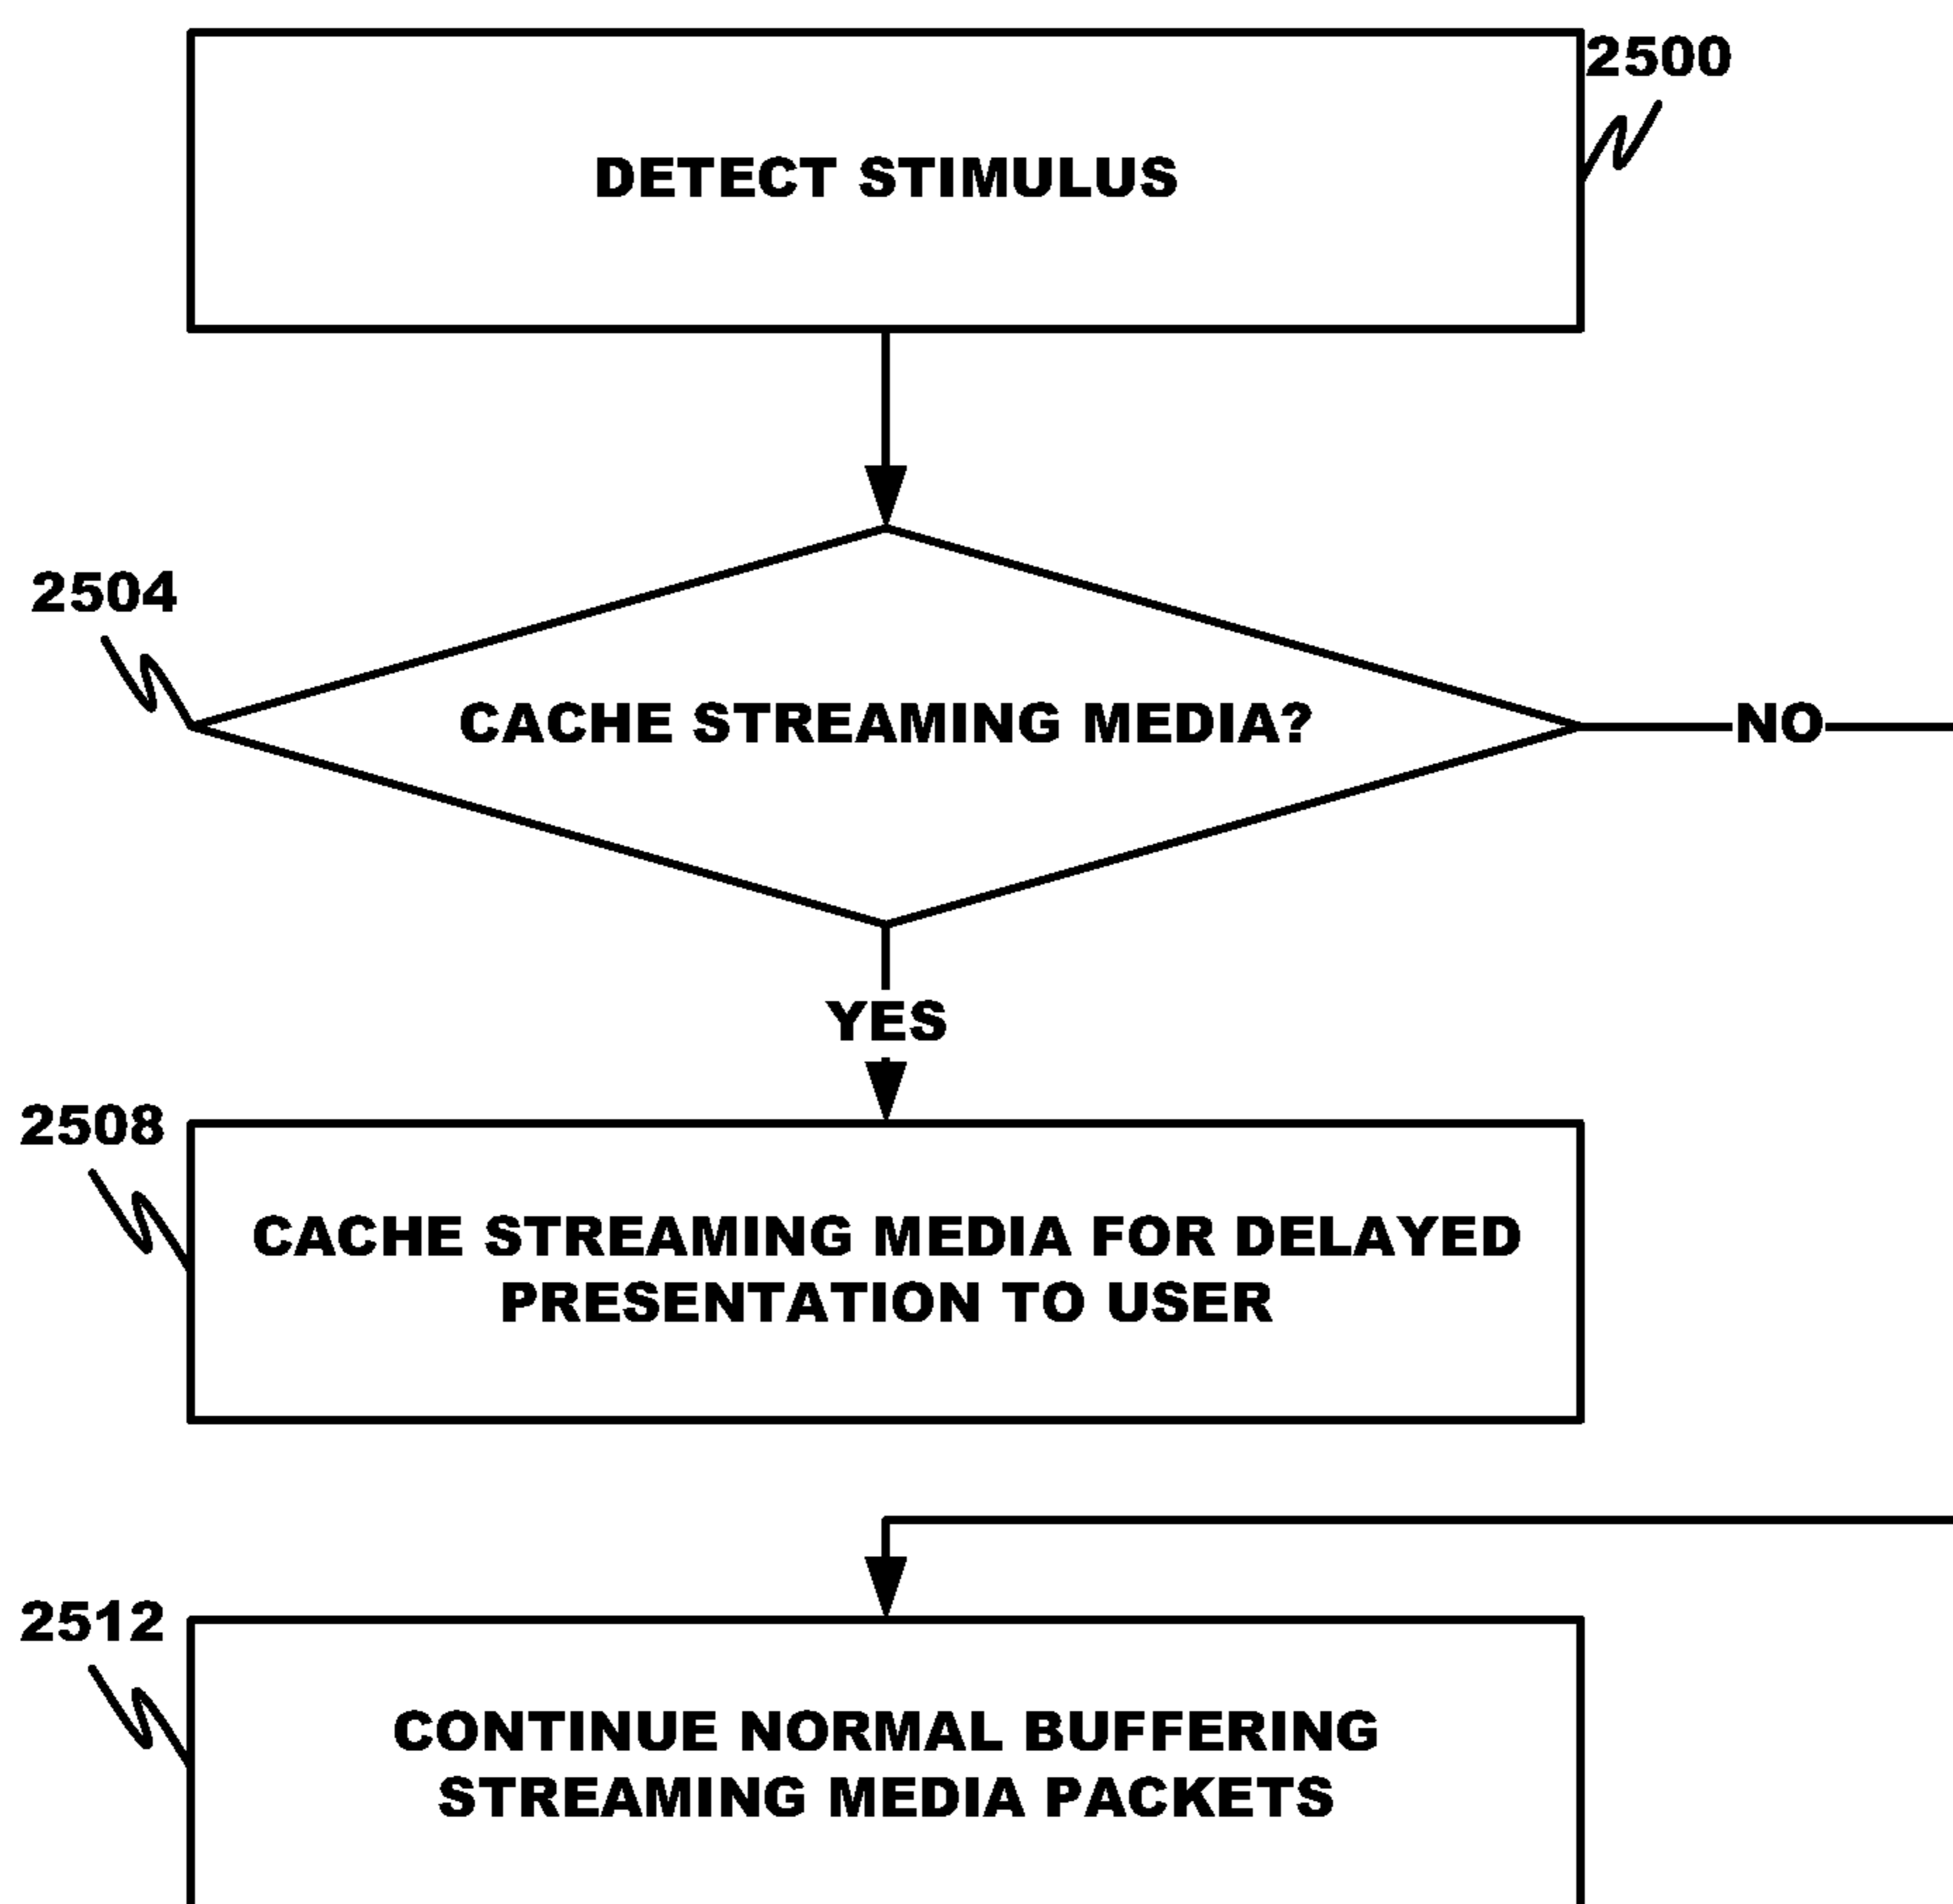 2500
DETECT STIMULUS
2504
CACHE STREAMING MEDIA?
NO
YES
2508
CACHE STREAMING MEDIA FOR DELAYED
PRESENTATION TO USER
2512
CONTINUE NORMAL BUFFERING
STREAMING MEDIA PACKETS